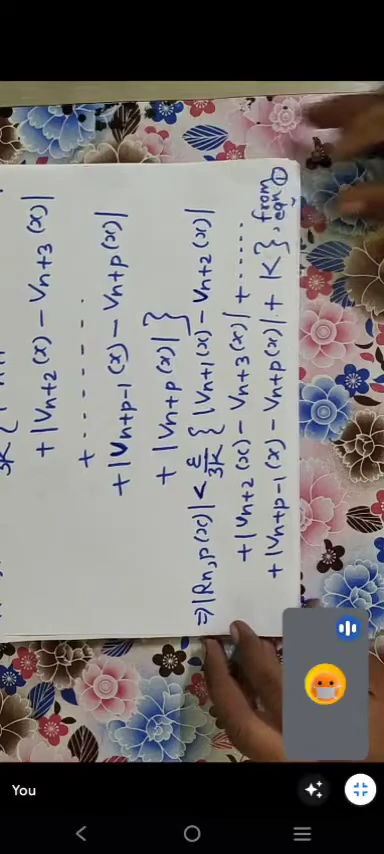 3K {
+ |Vn+2(x) − Vn+3(x)|
+ ........
+ |Vn+p-1(x) − Vn+p(x)|
+ |Vn+p(x)| }
⇒ |Rn,p(x)| < ε/3K { |Vn+1(x) − Vn+2(x)|
+ |Vn+2(x) − Vn+3(x)| + .....
+ |Vn+p-1(x) − Vn+p(x)| + K }, from eqn ①
You